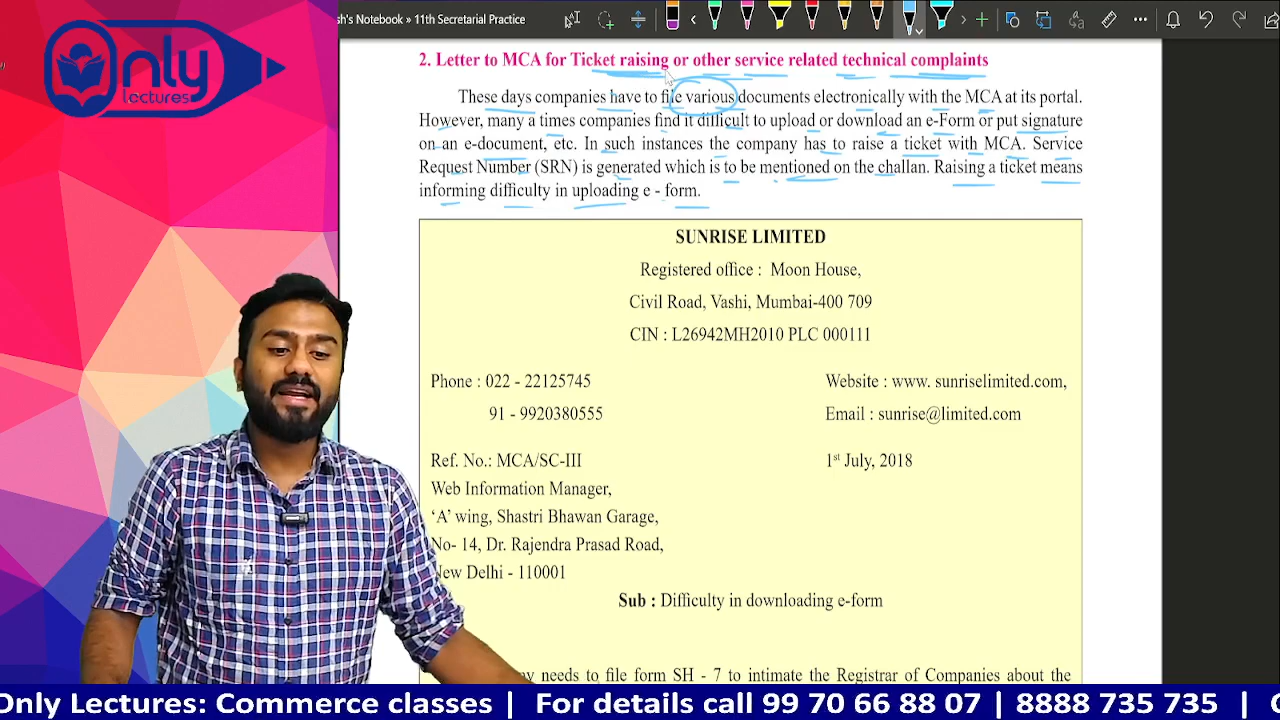 sh's Notebook » 11th Secretarial Practice
Only
lectures
2. Letter to MCA for Ticket raising or other service related technical complaints
These days companies have to file various documents electronically with the MCA at its portal.
However, many a times companies find it difficult to upload or download an e-Form or put signature
on an e-document, etc. In such instances the company has to raise a ticket with MCA. Service
Request Number (SRN) is generated which is to be mentioned on the challan. Raising a ticket means
informing difficulty in uploading e - form.
SUNRISE LIMITED
Registered office : Moon House,
Civil Road, Vashi, Mumbai-400 709
CIN : L26942MH2010 PLC 000111
Phone : 022 - 22125745
Website : www. sunriselimited.com,
91 - 9920380555
Email : sunrise@limited.com
Ref. No.: MCA/SC-III
1st July, 2018
Web Information Manager,
‘A’ wing, Shastri Bhawan Garage,
No- 14, Dr. Rajendra Prasad Road,
New Delhi - 110001
Sub : Difficulty in downloading e-form
needs to file form SH - 7 to intimate the Registrar of Companies about the
Only Lectures: Commerce classes | For details call 99 70 66 88 07 | 8888 735 735 |